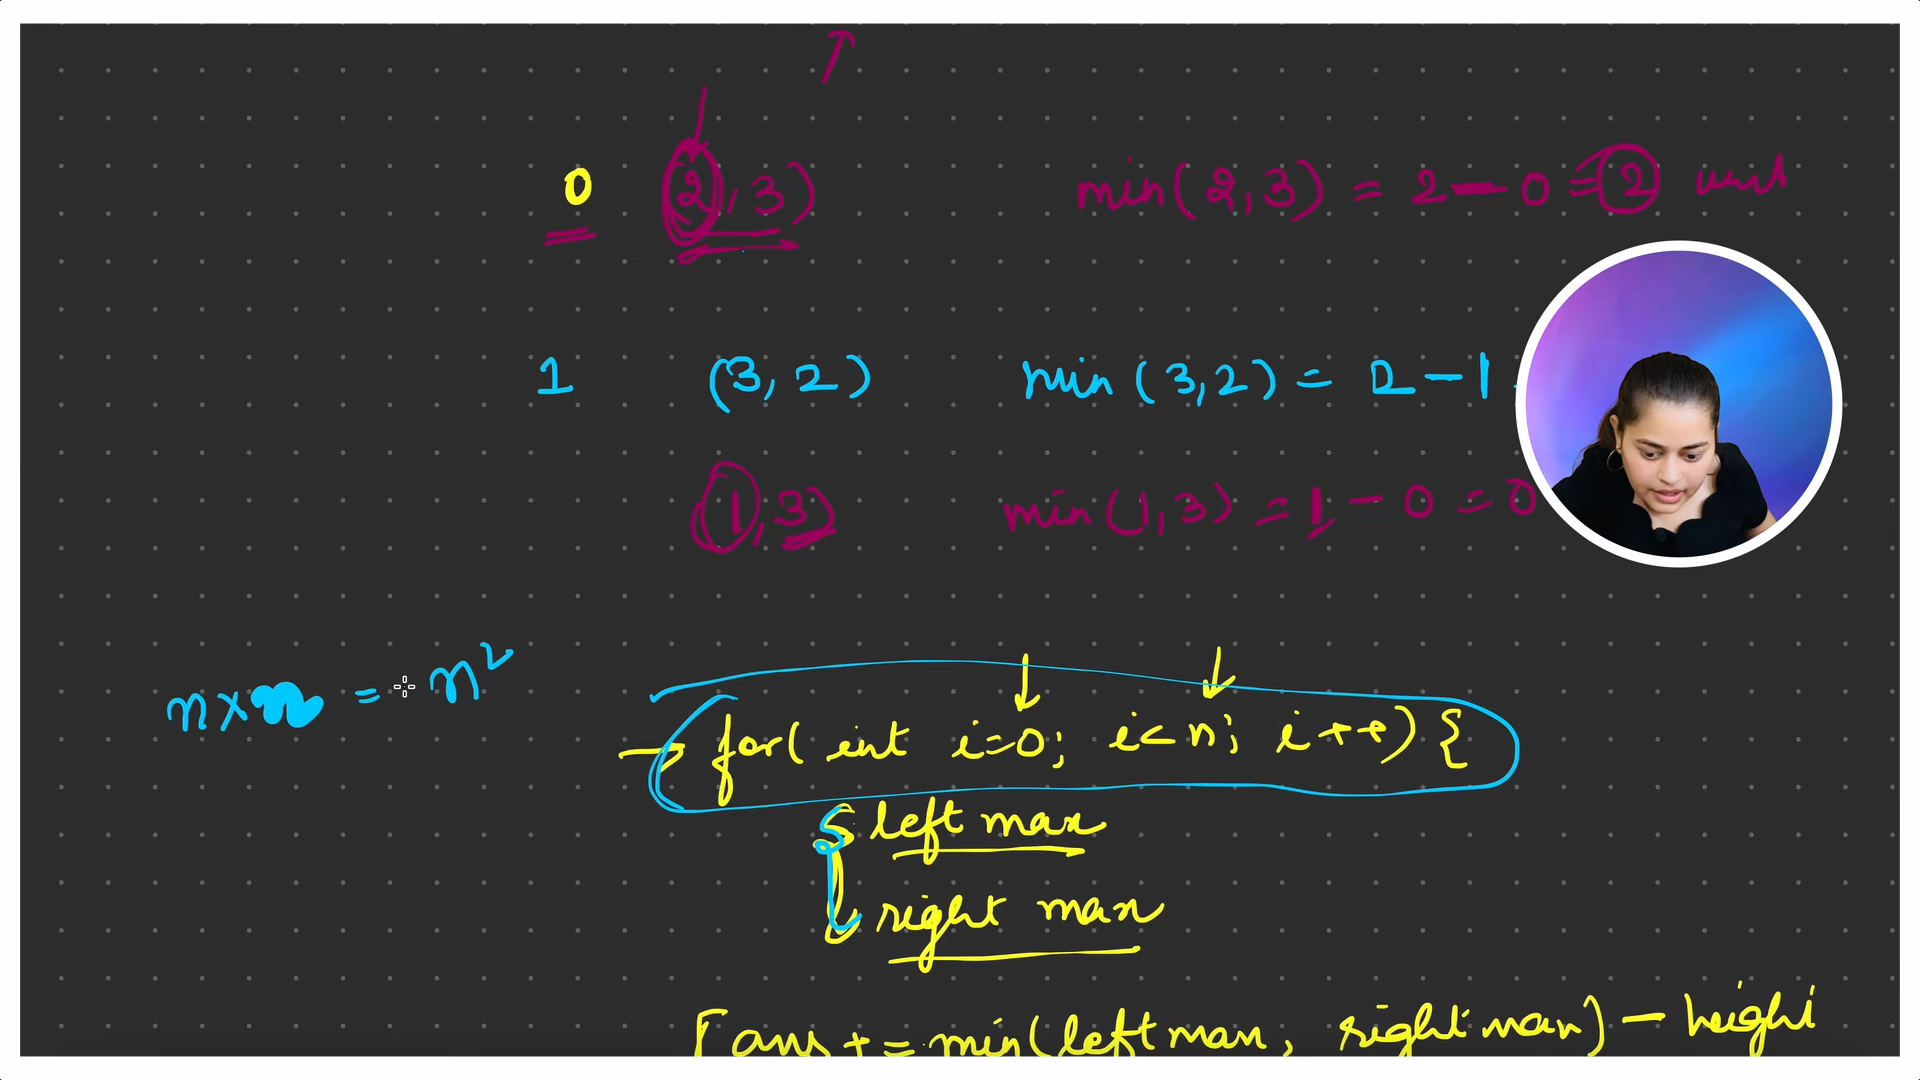 0 (2, 3) min(2, 3) = 2 - 0 = 2 unit
1 (3, 2) min (3,2) = 2 - 1
(1, 3) min(1, 3) = 1 - 0 = 0
n x n = n²
for( int i=0; i<n; i++) {
left max
right max
ans += min(left max, right max) - height